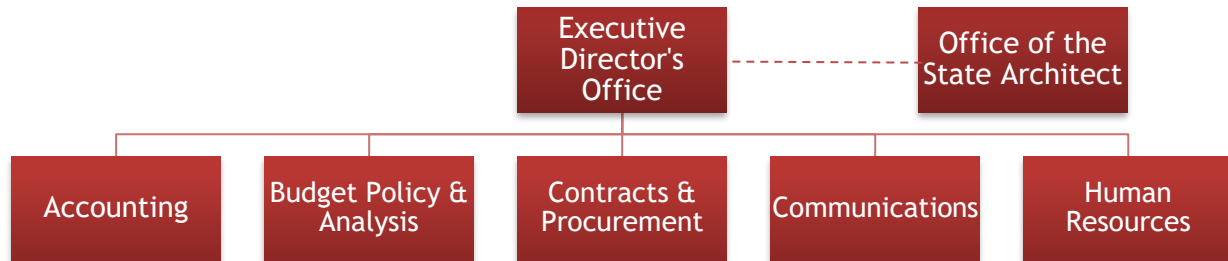 Executive
Director's
Office
Office of the
State Architect
Accounting
Budget Policy &
Analysis
Contracts &
Procurement
Communications
Human
Resources